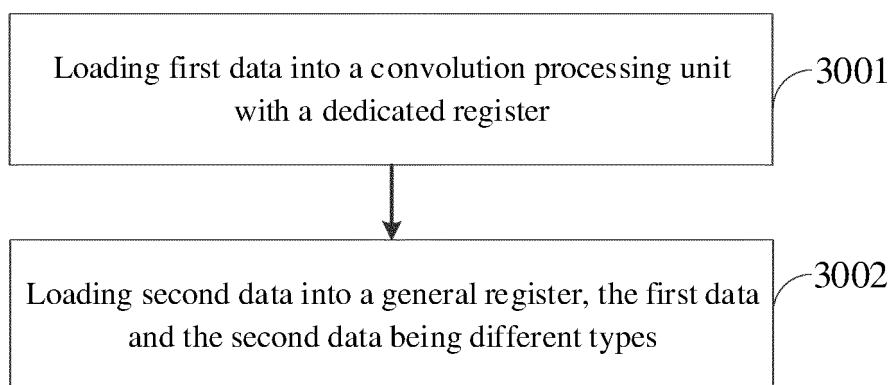 Loading first data into a convolution processing unit
with a dedicated register
3001
Loading second data into a general register, the first data
and the second data being different types
3002